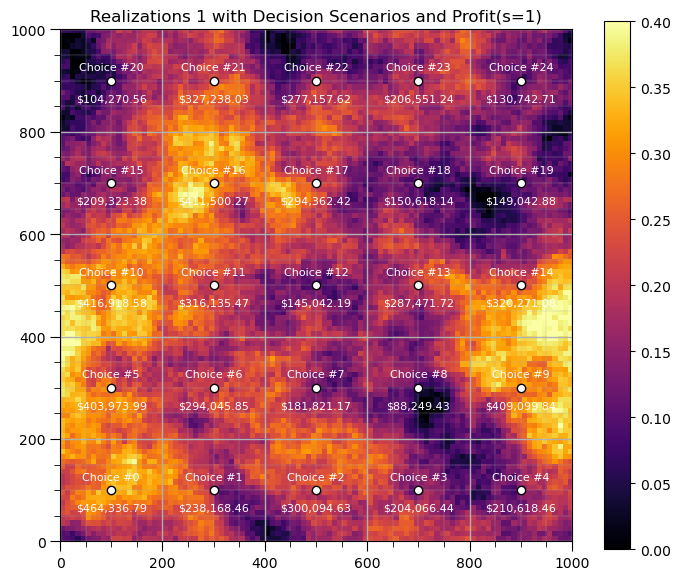 Realizations 1 with Decision Scenarios and Profit(s=1)
1000
Choice #20 Choice #21 Choice #22 Choice #23 Choice #24
$104,270.56 $327,238.03 $277,157.62 $206,551.24 $130,742.71
800
Choice #15 Choice #16 Choice #17 Choice #18 Choice #19
$209,323.38 $411,500.27 $294,362.42 $150,618.14 $149,042.88
600
Choice #10 Choice #11 Choice #12 Choice #13 Choice #14
$316,135.47 $145,042.19 $287,471.72
400
Choice #5 Choice #6 Choice #7 Choice #8 Choice #9
$403,973.99 $294,045.85 $181,821.17 $88,249.43 $409,099.84
200
Choice #0 Choice #1 Choice #2 Choice #3 Choice #4
$464,336.79 $238,168.46 $300,094.63 $204,066.44 $210,618.46
0
0 200 400 600 800 1000
0.40
0.35
0.30
0.25
0.20
0.15
0.10
0.05
0.00